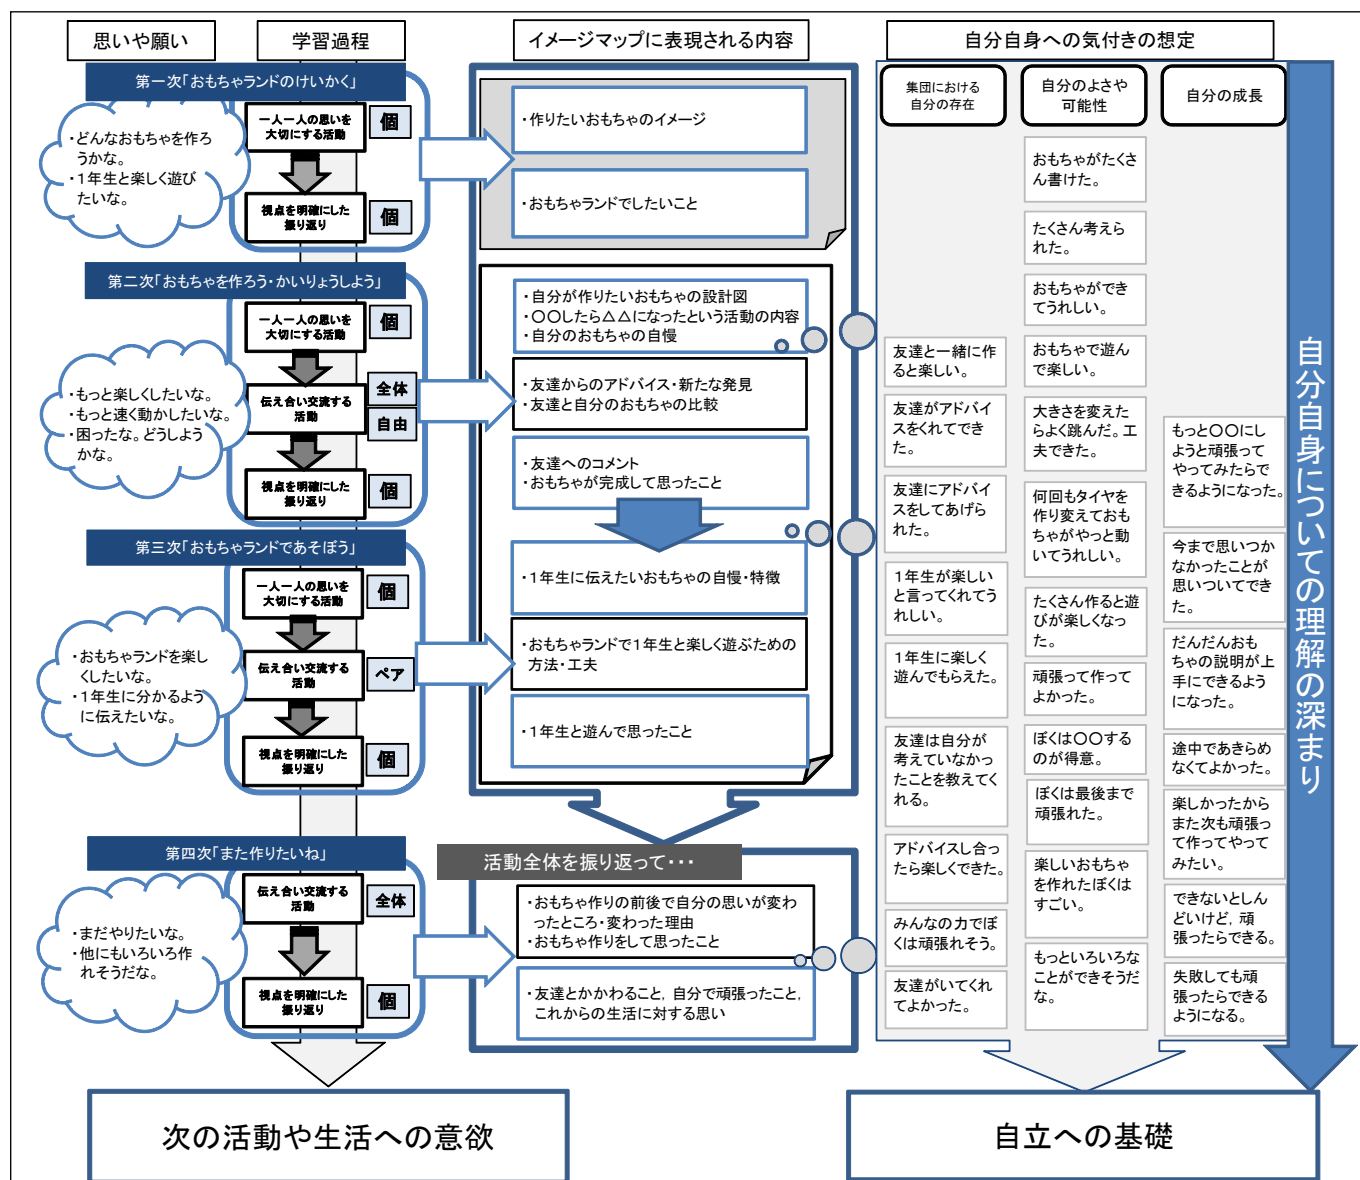 思いや願い
学習過程
イメージマップに表現される内容
自分自身への気付きの想定
第一次「おもちゃランドのけいかく」
・どんなおもちゃを作ろ
うかな。
・１年生と楽しく遊び
たいな。
一人一人の思いを
大切にする活動
個
視点を明確にした
振り返り
個
・作りたいおもちゃのイメージ
・おもちゃランドでしたいこと
第二次「おもちゃを作ろう・かいりょうしよう」
・もっと楽しくしたいな。
・もっと速く動かしたいな。
・困ったな。どうしよう
かな。
一人一人の思いを
大切にする活動
個
伝え合い交流する
活動
全体
自由
視点を明確にした
振り返り
個
・自分が作りたいおもちゃの設計図
・〇〇したら△△になったという活動の内容
・自分のおもちゃの自慢
・友達からのアドバイス・新たな発見
・友達と自分のおもちゃの比較
・友達へのコメント
・おもちゃが完成して思ったこと
第三次「おもちゃランドであそぼう」
・おもちゃランドを楽し
くしたいな。
・１年生に分かるよう
に伝えたいな。
一人一人の思いを
大切にする活動
個
伝え合い交流する
活動
ペア
視点を明確にした
振り返り
個
・１年生に伝えたいおもちゃの自慢・特徴
・おもちゃランドで１年生と楽しく遊ぶための
方法・工夫
・１年生と遊んで思ったこと
第四次「また作りたいね」
・まだやりたいな。
・他にもいろいろ作
れそうだな。
伝え合い交流する
活動
全体
視点を明確にした
振り返り
個
活動全体を振り返って・・・
・おもちゃ作りの前後で自分の思いが変わ
ったところ・変わった理由
・おもちゃ作りをして思ったこと
・友達とかかわること，自分で頑張ったこと，
これからの生活に対する思い
集団における
自分の存在
友達と一緒に作
ると楽しい。
友達がアドバイ
スをくれてでき
た。
友達にアドバイ
スをしてあげら
れた。
１年生が楽しい
と言ってくれてう
れしい。
１年生に楽しく
遊んでもらえた。
友達は自分が
考えていなかっ
たことを教えてく
れる。
アドバイスし合っ
たら楽しくできた。
みんなの力でぼ
くは頑張れそう。
友達がいてくれ
てよかった。
自分のよさや
可能性
おもちゃがたくさ
ん書けた。
たくさん考えら
れた。
おもちゃができ
てうれしい。
おもちゃで遊ん
で楽しい。
大きさを変えた
らよく跳んだ。工
夫できた。
何回もタイヤを
作り変えておも
ちゃがやっと動
いてうれしい。
たくさん作ると遊
びが楽しくなっ
た。
頑張って作って
よかった。
ぼくは〇〇する
のが得意。
ぼくは最後まで
頑張れた。
楽しいおもちゃ
を作れたぼくは
すごい。
もっといろいろな
ことができそうだ
な。
自分の成長
もっと〇〇にし
ようと頑張って
やってみたらで
きるようになった。
今まで思いつか
なかったことが
思いついてでき
た。
だんだんおも
ちゃの説明が上
手にできるよう
になった。
途中であきらめ
なくてよかった。
楽しかったから
また次も頑張っ
て作ってやって
みたい。
できないとしん
どいけど，頑
張ったらできる。
失敗しても頑
張ったらできる
ようになる。
自分自身についての理解の深まり
次の活動や生活への意欲
自立への基礎